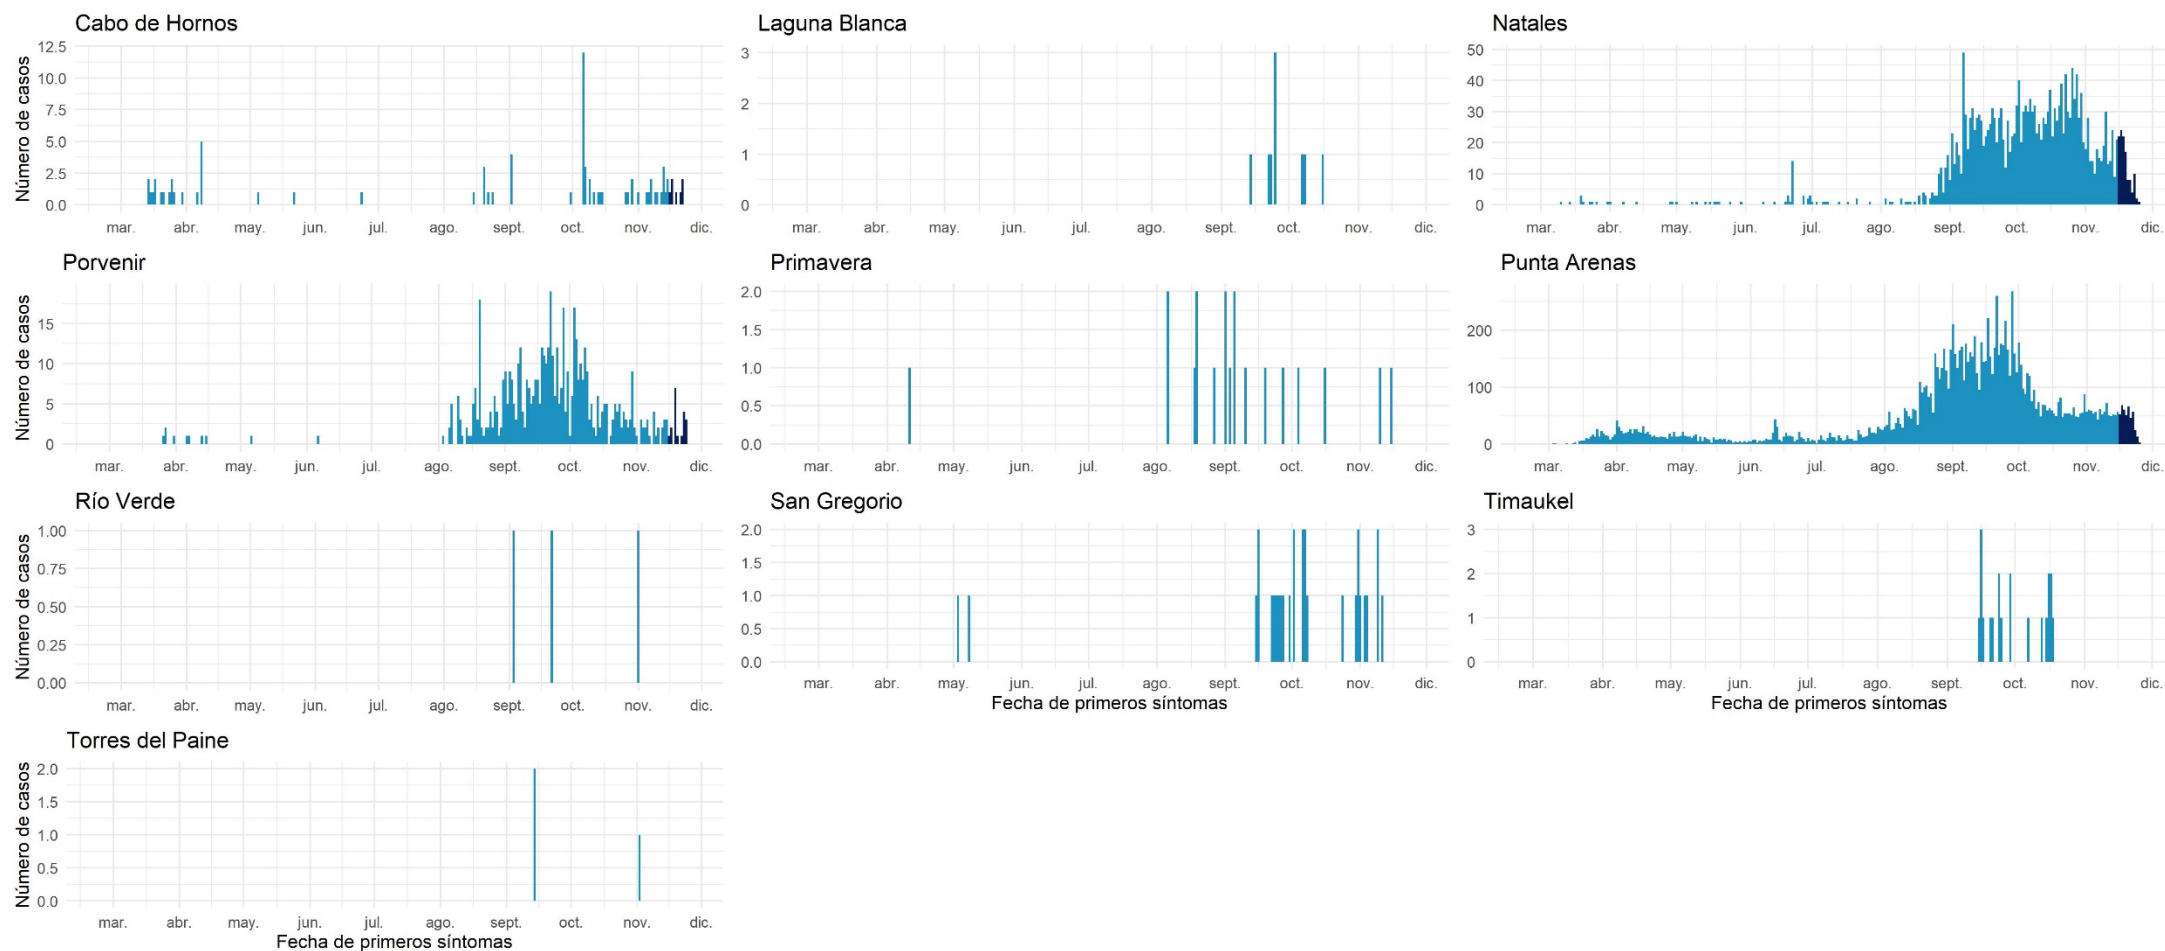 Cabo de Hornos
Número de casos
12.5
10.0
7.5
5.0
2.5
0.0
mar. abr. may. jun. jul. ago. sept. oct. nov. dic.
Laguna Blanca
3
2
1
0
mar. abr. may. jun. jul. ago. sept. oct. nov. dic.
Natales
50
40
30
20
10
0
mar. abr. may. jun. jul. ago. sept. oct. nov. dic.
Porvenir
Número de casos
15
10
5
0
mar. abr. may. jun. jul. ago. sept. oct. nov. dic.
Primavera
2.0
1.5
1.0
0.5
0.0
mar. abr. may. jun. jul. ago. sept. oct. nov. dic.
Punta Arenas
200
100
0
mar. abr. may. jun. jul. ago. sept. oct. nov. dic.
Río Verde
Número de casos
1.00
0.75
0.50
0.25
0.00
mar. abr. may. jun. jul. ago. sept. oct. nov. dic.
San Gregorio
2.0
1.5
1.0
0.5
0.0
mar. abr. may. jun. jul. ago. sept. oct. nov. dic.
Fecha de primeros síntomas
Timaukel
3
2
1
0
mar. abr. may. jun. jul. ago. sept. oct. nov. dic.
Fecha de primeros síntomas
Torres del Paine
Número de casos
2.0
1.5
1.0
0.5
0.0
mar. abr. may. jun. jul. ago. sept. oct. nov. dic.
Fecha de primeros síntomas